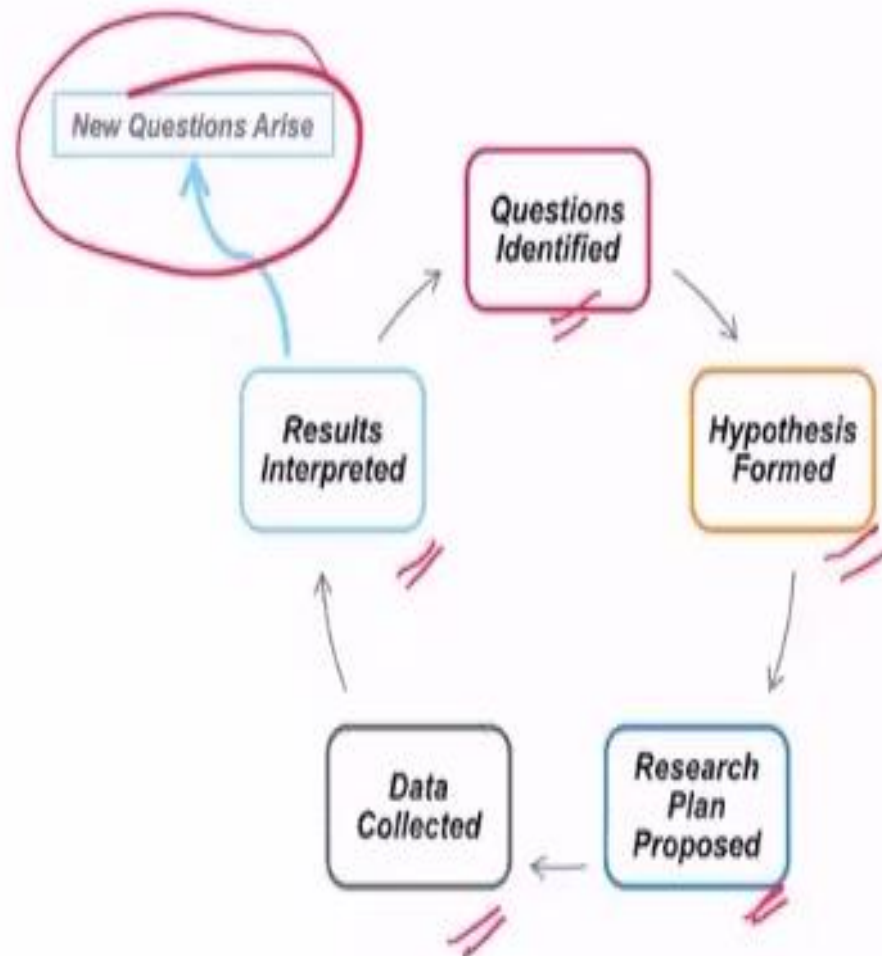 New Questions Arise
Questions
Identified
Hypothesis
Formed
Research
Plan
Proposed
Data
Collected
Results
Interpreted